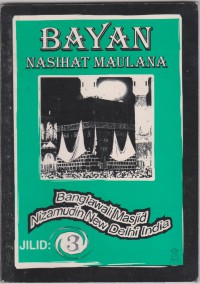 BAYAN
NASIHAT MAULANA
Banglawali Masjid
Nizamudin New Delhi India
JILID: 3